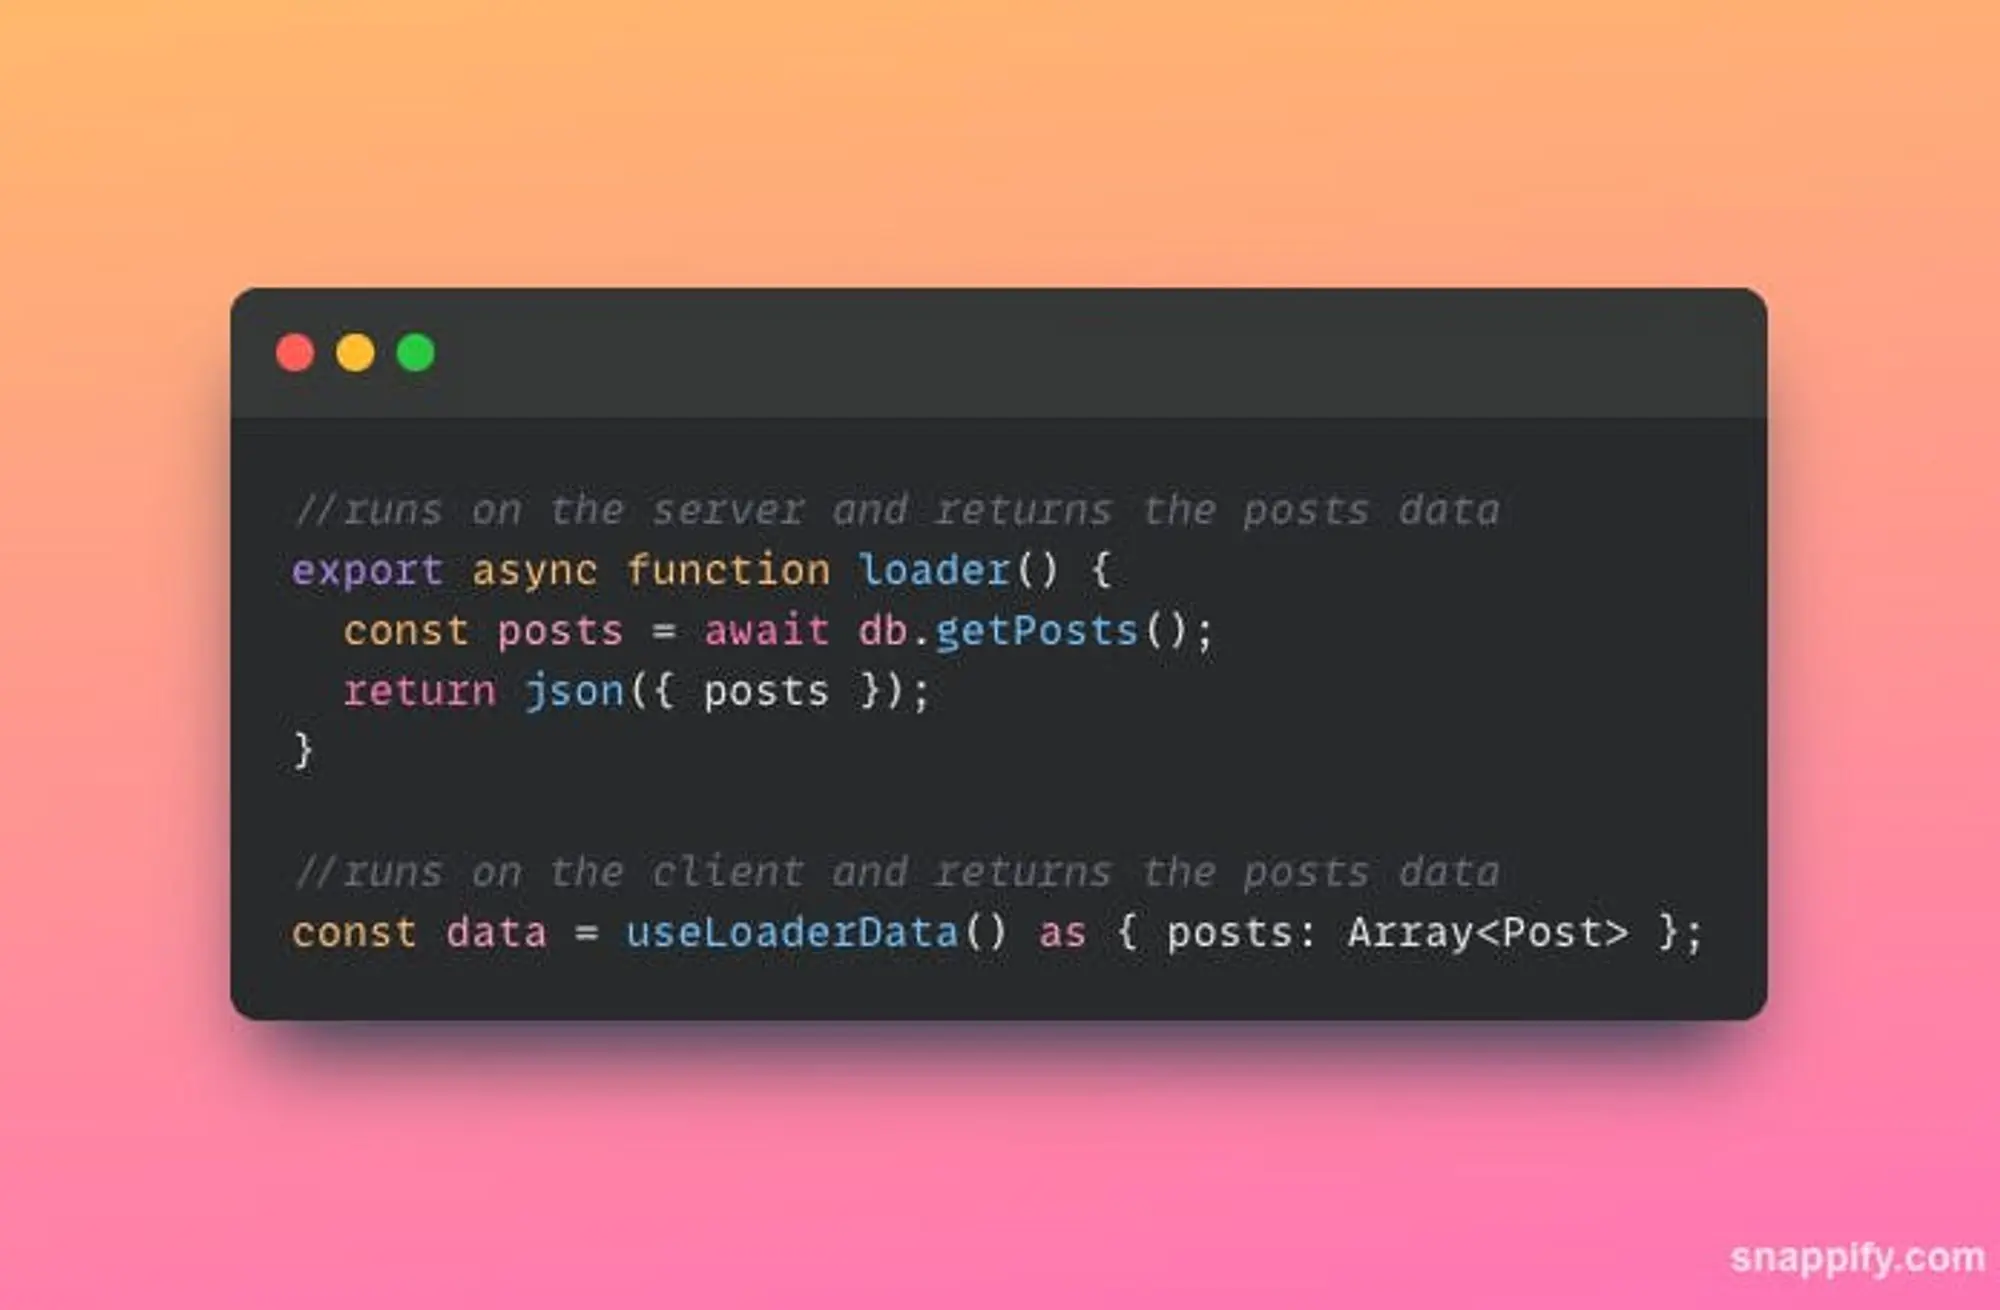 //runs on the server and returns the posts data
export async function loader() {
  const posts = await db.getPosts();
  return json({ posts });
}
//runs on the client and returns the posts data
const data = useLoaderData() as { posts: Array<Post> };
snappify.com